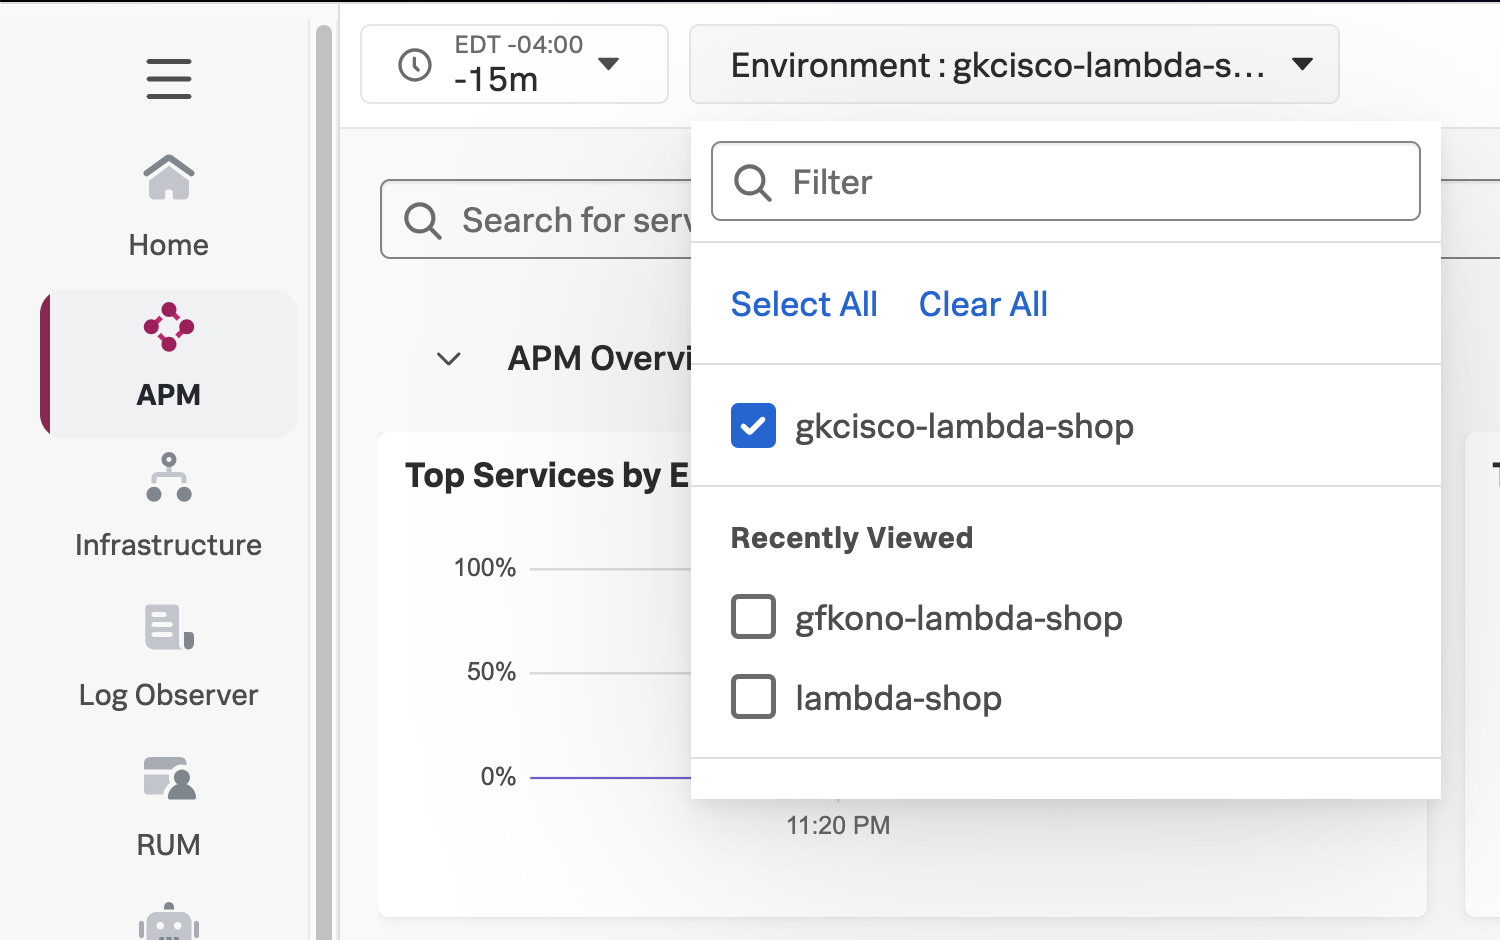 EDT -04:00
-15m
Environment : gkcisco-lambda-s...
Home
APM
Infrastructure
Log Observer
RUM
Search for serv
APM Overvi
Top Services by E
100%
50%
0%
11:20 PM
Filter
Select All
Clear All
gkcisco-lambda-shop
Recently Viewed
gfkono-lambda-shop
lambda-shop